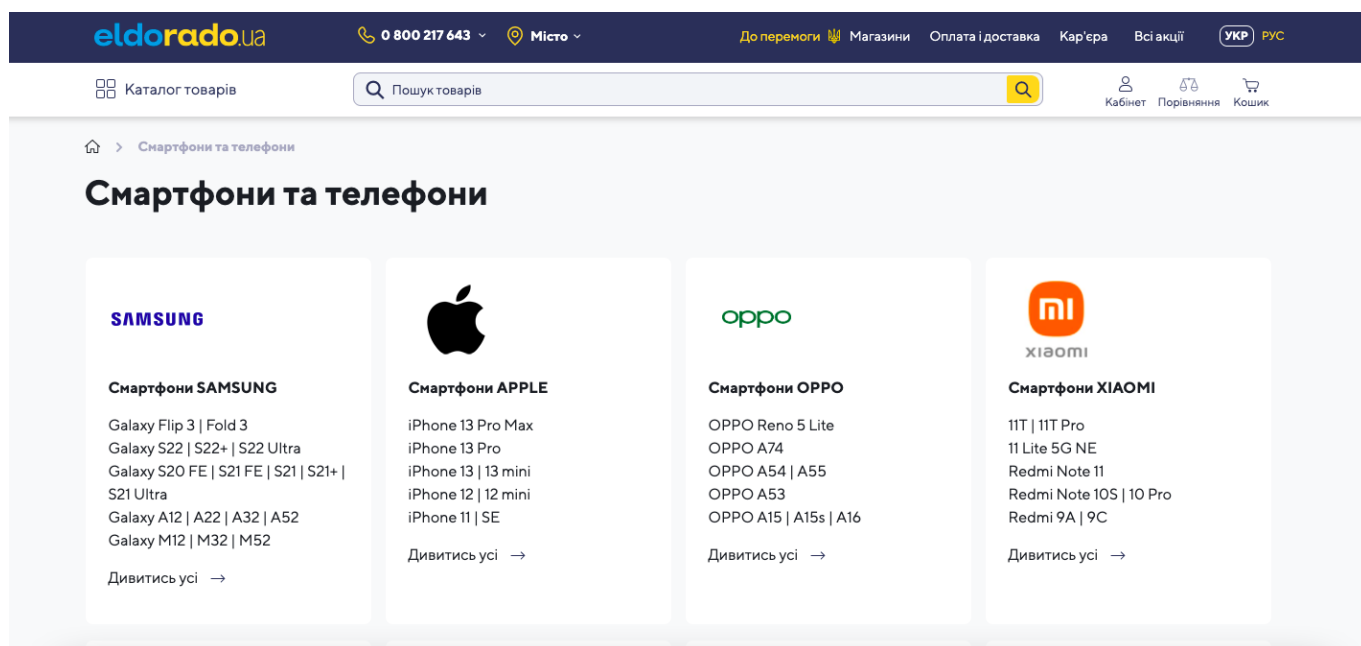 eldorado.ua
0 800 217 643
Місто
До перемоги
Магазини
Оплата і доставка
Кар'єра
Всі акції
УКР
РУС
Каталог товарів
Пошук товарів
Кабінет
Порівняння
Кошик
Смартфони та телефони
Смартфони та телефони
SAMSUNG
Смартфони SAMSUNG
Galaxy Flip 3 | Fold 3
Galaxy S22 | S22+ | S22 Ultra
Galaxy S20 FE | S21 FE | S21 | S21+ |
S21 Ultra
Galaxy A12 | A22 | A32 | A52
Galaxy M12 | M32 | M52
Дивитись усі →
Смартфони APPLE
iPhone 13 Pro Max
iPhone 13 Pro
iPhone 13 | 13 mini
iPhone 12 | 12 mini
iPhone 11 | SE
Дивитись усі →
oppo
Смартфони OPPO
OPPO Reno 5 Lite
OPPO A74
OPPO A54 | A55
OPPO A53
OPPO A15 | A15s | A16
Дивитись усі →
mi
xiaomi
Смартфони XIAOMI
11T | 11T Pro
11 Lite 5G NE
Redmi Note 11
Redmi Note 10S | 10 Pro
Redmi 9A | 9C
Дивитись усі →